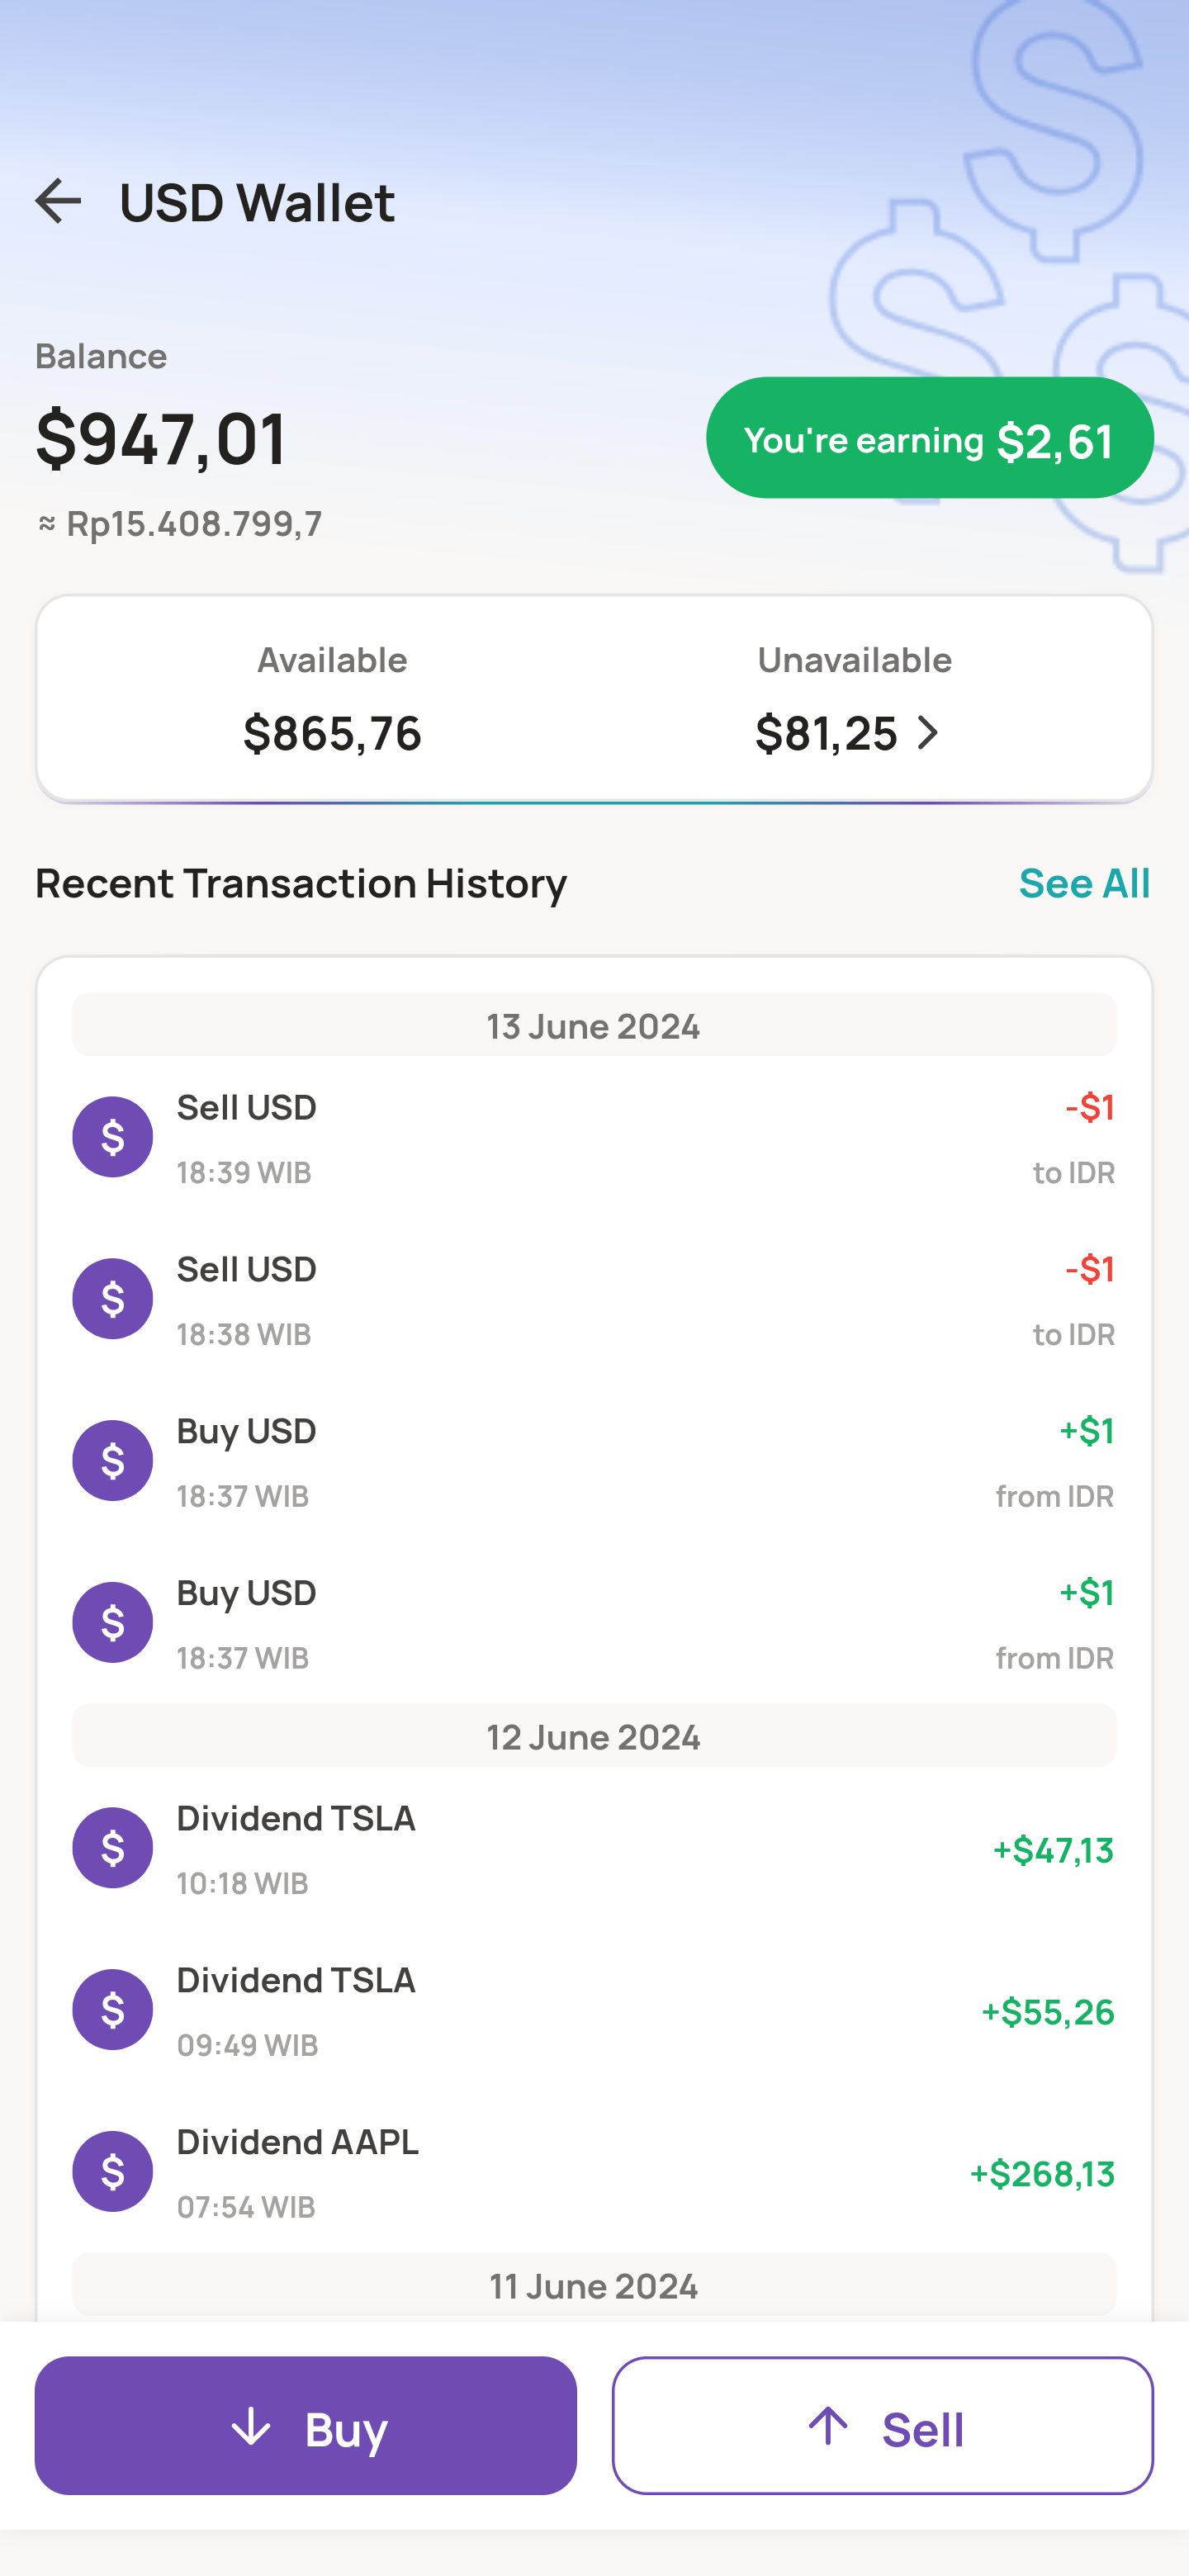 USD Wallet
Balance
$947,01
You're earning $2,61
≈ Rp15.408.799,7
Available
Unavailable
$865,76
$81,25
Recent Transaction History
See All
13 June 2024
Sell USD
-$1
18:39 WIB
to IDR
Sell USD
-$1
18:38 WIB
to IDR
Buy USD
+$1
18:37 WIB
from IDR
Buy USD
+$1
18:37 WIB
from IDR
12 June 2024
Dividend TSLA
+$47,13
10:18 WIB
Dividend TSLA
+$55,26
09:49 WIB
Dividend AAPL
+$268,13
07:54 WIB
11 June 2024
Buy
Sell